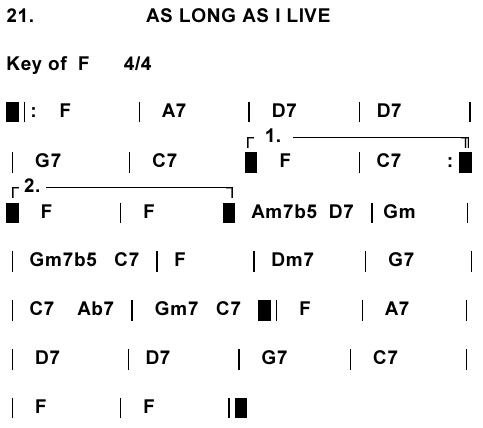 21. AS LONG AS I LIVE
Key of F 4/4
|: F | A7 | D7 | D7 |
1.
| G7 | C7 | F | C7 :|
2.
| F | F | Am7b5 D7 | Gm |
| Gm7b5 C7 | F | Dm7 | G7 |
| C7 Ab7 | Gm7 C7 || F | A7 |
| D7 | D7 | G7 | C7 |
| F | F ||